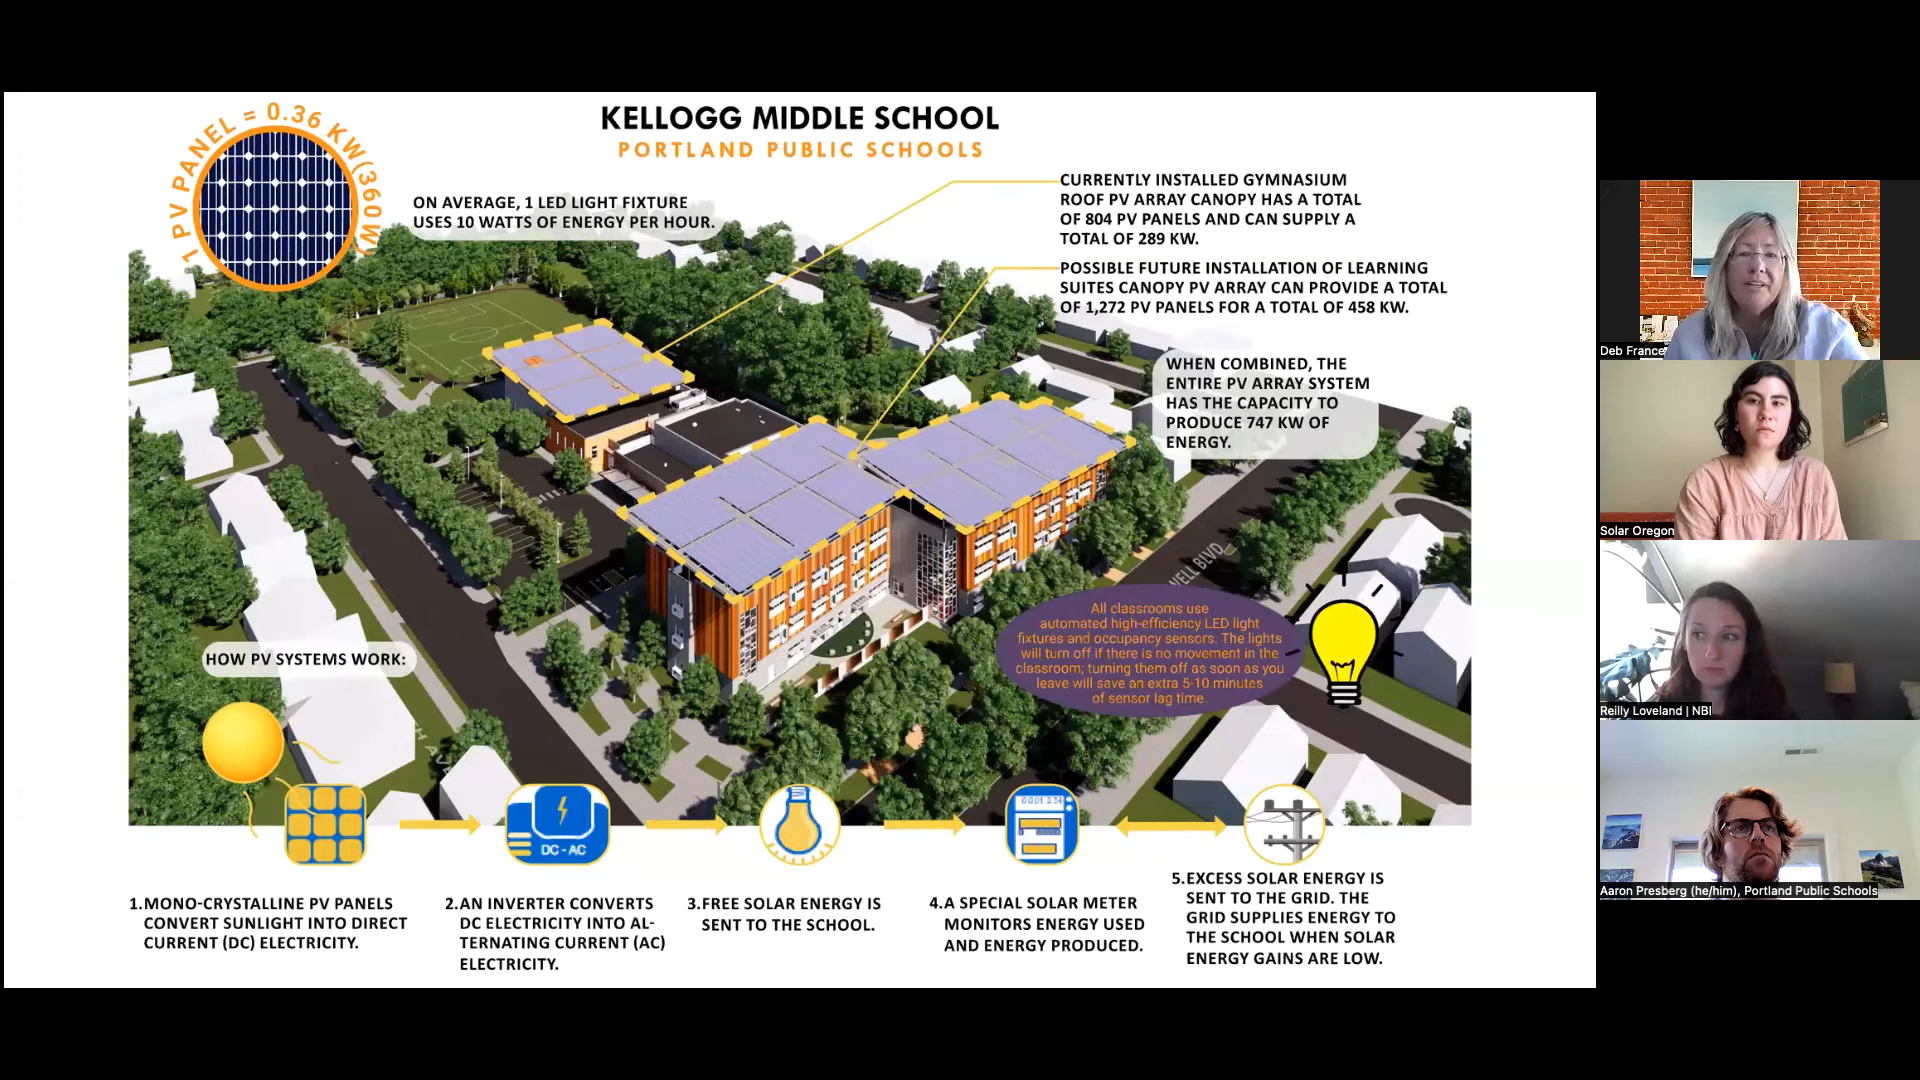 KELLOGG MIDDLE SCHOOL
PORTLAND PUBLIC SCHOOLS
1 PV PANEL = 0.36 KW(360 W)
ON AVERAGE, 1 LED LIGHT FIXTURE
USES 10 WATTS OF ENERGY PER HOUR.
CURRENTLY INSTALLED GYMNASIUM
ROOF PV ARRAY CANOPY HAS A TOTAL
OF 804 PV PANELS AND CAN SUPPLY A
TOTAL OF 289 KW.
POSSIBLE FUTURE INSTALLATION OF LEARNING
SUITES CANOPY PV ARRAY CAN PROVIDE A TOTAL
OF 1,272 PV PANELS FOR A TOTAL OF 458 KW.
WHEN COMBINED, THE
ENTIRE PV ARRAY SYSTEM
HAS THE CAPACITY TO
PRODUCE 747 KW OF
ENERGY.
All classrooms use
automated high-efficiency LED light
fixtures and occupancy sensors. The lights
will turn off if there is no movement in the
classroom; turning them off as soon as you
leave will save an extra 5-10 minutes
of sensor lag time.
HOW PV SYSTEMS WORK:
DC - AC
0001 234
1. MONO-CRYSTALLINE PV PANELS
CONVERT SUNLIGHT INTO DIRECT
CURRENT (DC) ELECTRICITY.
2. AN INVERTER CONVERTS
DC ELECTRICITY INTO AL-
TERNATING CURRENT (AC)
ELECTRICITY.
3. FREE SOLAR ENERGY IS
SENT TO THE SCHOOL.
4. A SPECIAL SOLAR METER
MONITORS ENERGY USED
AND ENERGY PRODUCED.
5. EXCESS SOLAR ENERGY IS
SENT TO THE GRID. THE
GRID SUPPLIES ENERGY TO
THE SCHOOL WHEN SOLAR
ENERGY GAINS ARE LOW.
Deb France
Solar Oregon
Reilly Loveland | NBI
Aaron Presberg (he/him), Portland Public Schools